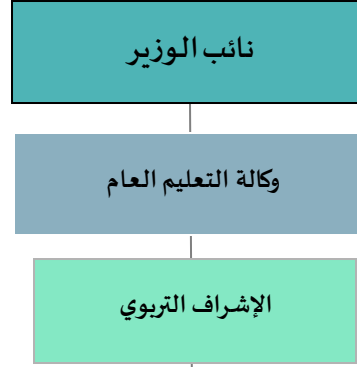 نائب الوزير
وكالة التعليم العام
الإشراف التربوي